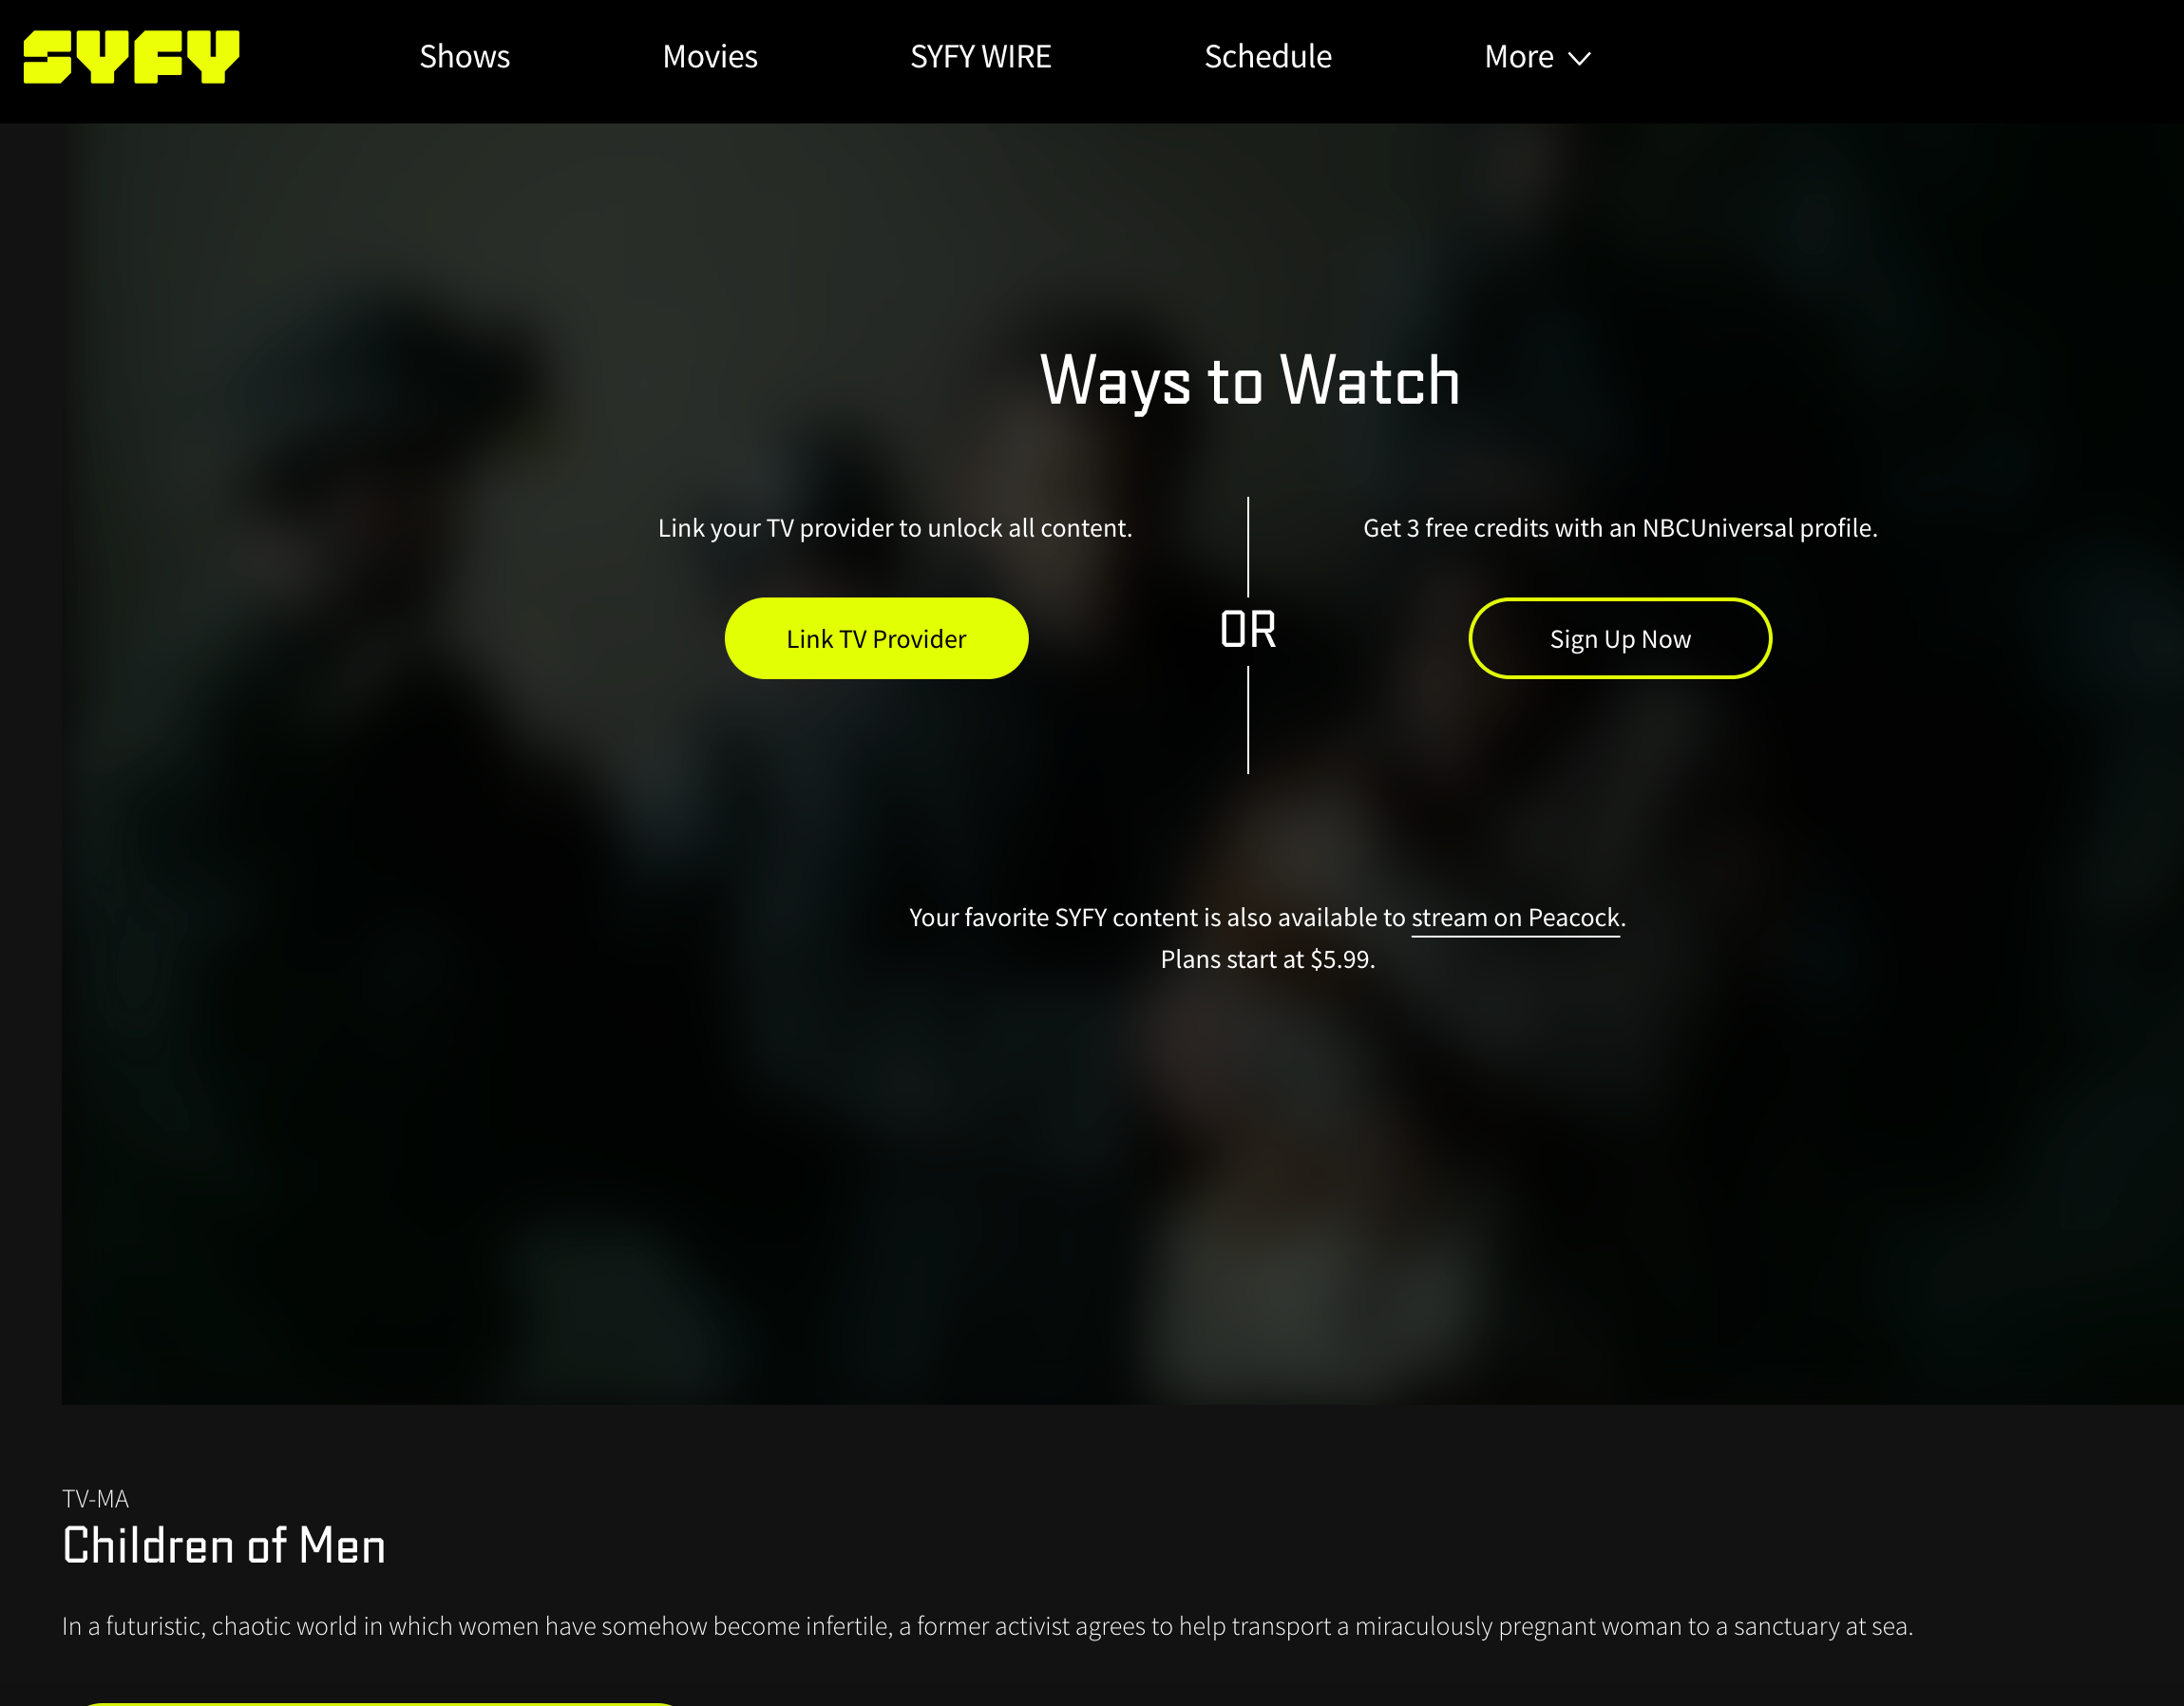 SYFY
Shows
Movies
SYFY WIRE
Schedule
More
Ways to Watch
Link your TV provider to unlock all content.
Link TV Provider
OR
Get 3 free credits with an NBCUniversal profile.
Sign Up Now
Your favorite SYFY content is also available to stream on Peacock.
Plans start at $5.99.
TV-MA
Children of Men
In a futuristic, chaotic world in which women have somehow become infertile, a former activist agrees to help transport a miraculously pregnant woman to a sanctuary at sea.